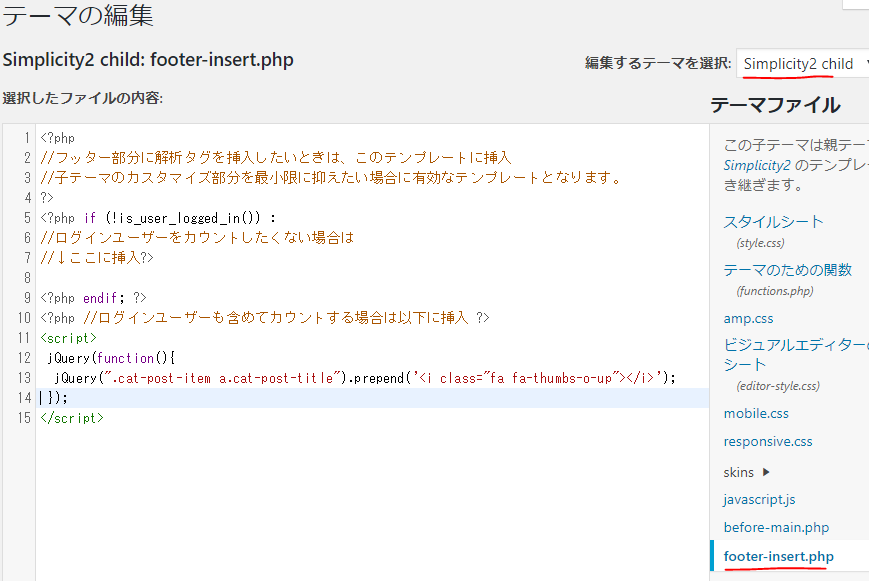 テーマの編集
Simplicity2 child: footer-insert.php
編集するテーマを選択: Simplicity2 child
選択したファイルの内容:
1 <?php
2 //フッター部分に解析タグを挿入したいときは、このテンプレートに挿入
3 //子テーマのカスタマイズ部分を最小限に抑えたい場合に有効なテンプレートとなります。
4 ?>
5 <?php if (!is_user_logged_in()) :
6 //ログインユーザーをカウントしたくない場合は
7 //↓ここに挿入?>
8
9 <?php endif; ?>
10 <?php //ログインユーザーも含めてカウントする場合は以下に挿入 ?>
11 <script>
12 jQuery(function(){
13 jQuery(".cat-post-item a.cat-post-title").prepend('<i class="fa fa-thumbs-o-up"></i>');
14 });
15 </script>
テーマファイル
この子テーマは親テー
Simplicity2 のテンプレー
き継ぎます。
スタイルシート
(style.css)
テーマのための関数
(functions.php)
amp.css
ビジュアルエディターの
シート
(editor-style.css)
mobile.css
responsive.css
skins
javascript.js
before-main.php
footer-insert.php